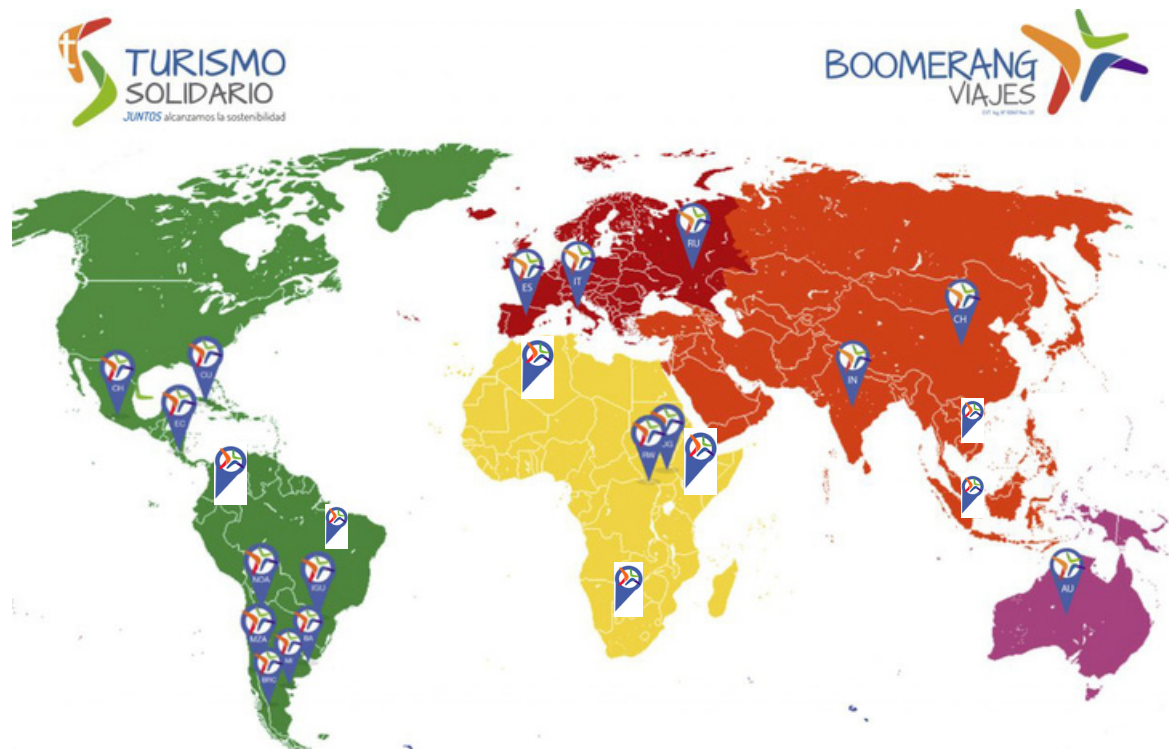 t
TURISMO
SOLIDARIO
JUNTOS alcanzamos la sostenibilidad
BOOMERANG
VIAJES
RU
ES
IT
CH
CH
CU
IN
EC
JG
RW
NOA
IGU
AU
MZA
BA
MI
BRC